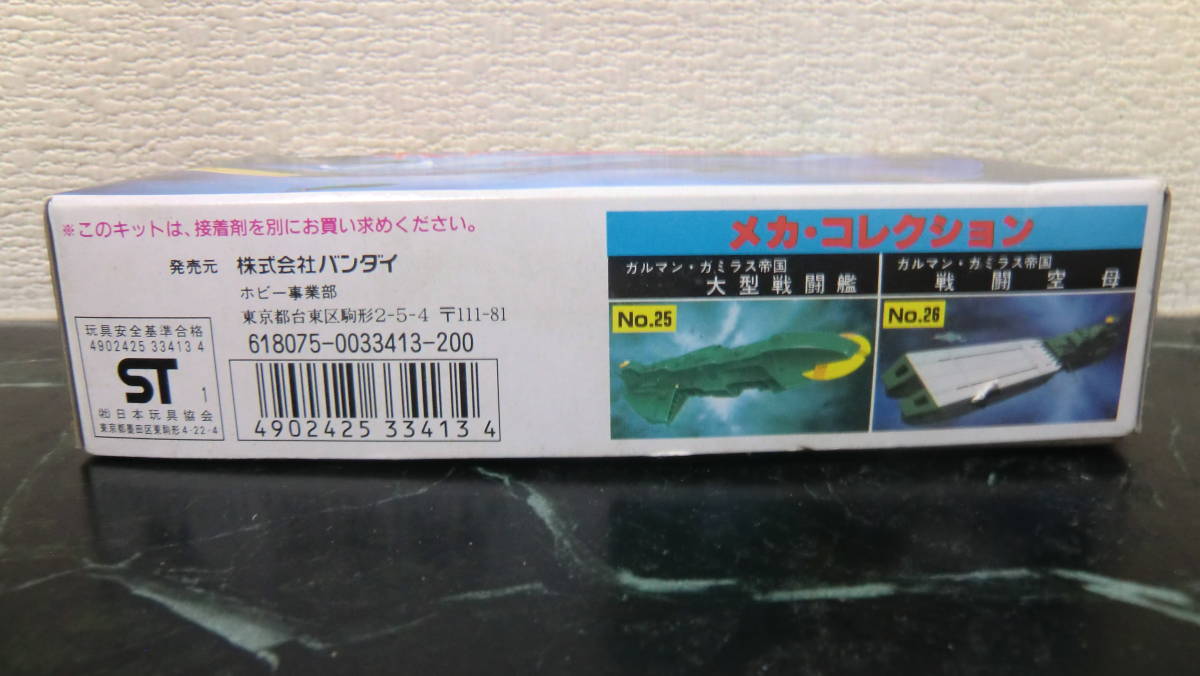 ※このキットは、接着剤を別にお買い求めください。
発売元 株式会社バンダイ
ホビー事業部
東京都台東区駒形2-5-4 〒111-81
618075-0033413-200
玩具安全基準合格
4902425 33413 4
ST 1
㈳日本玩具協会
東京都墨田区東駒形4-22-4
4902425 334134
メカ・コレクション
ガルマン・ガミラス帝国
大型戦闘艦
No.25
ガルマン・ガミラス帝国
戦闘空母
No.26